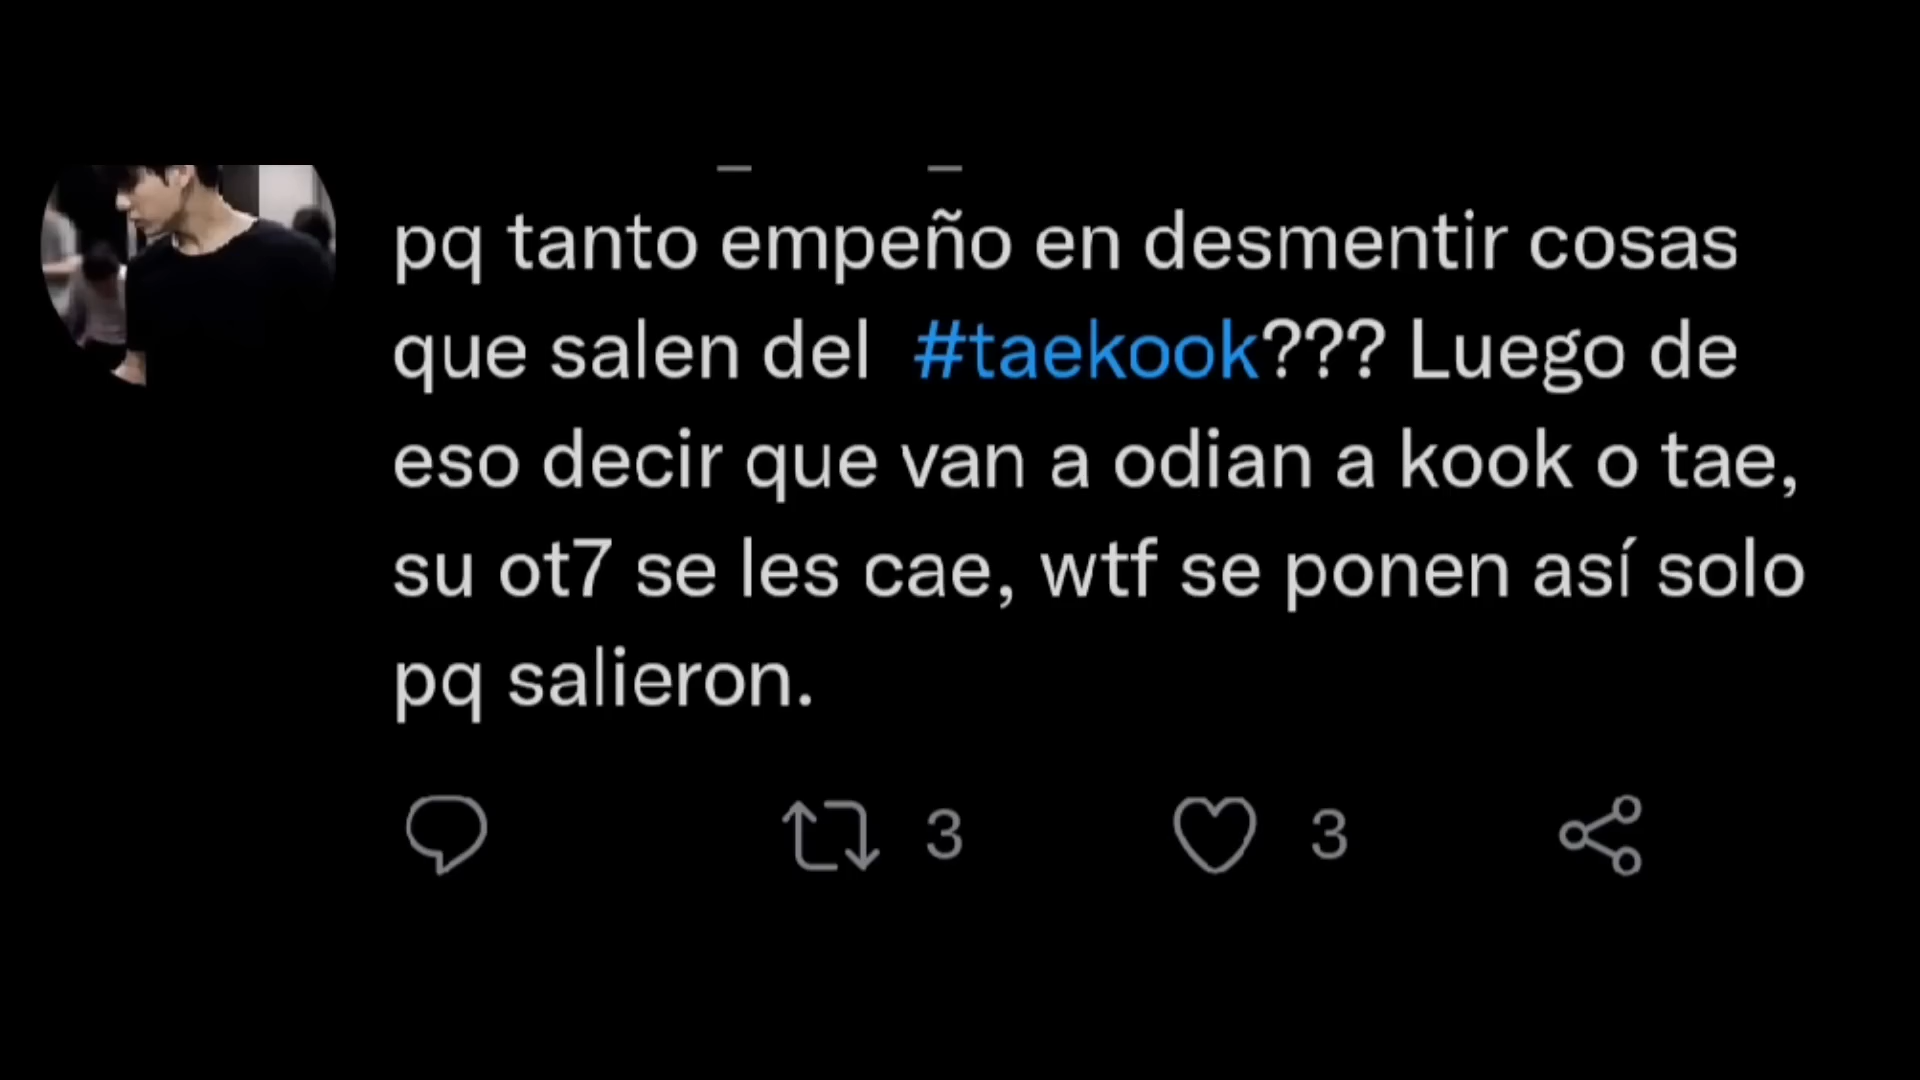 pq tanto empeño en desmentir cosas
que salen del #taekook??? Luego de
eso decir que van a odian a kook o tae,
su ot7 se les cae, wtf se ponen así solo
pq salieron.
3 3